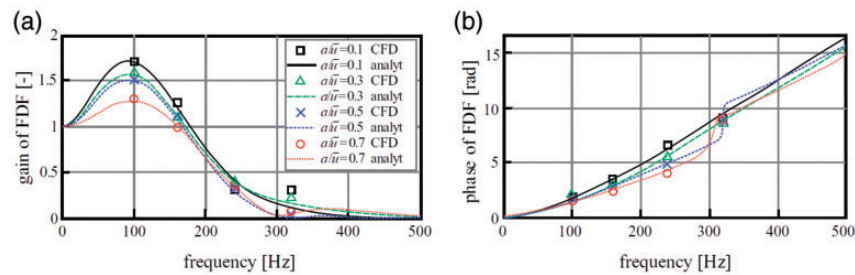 (a)
gain of FDF [-]
2
1.5
1
0.5
0
0
100
200
300
400
500
frequency [Hz]
a/ū=0.1 CFD
a/ū=0.1 analyt
a/ū=0.3 CFD
a/ū=0.3 analyt
a/ū=0.5 CFD
a/ū=0.5 analyt
a/ū=0.7 CFD
a/ū=0.7 analyt
(b)
phase of FDF [rad]
15
10
5
0
0
100
200
300
400
500
frequency [Hz]